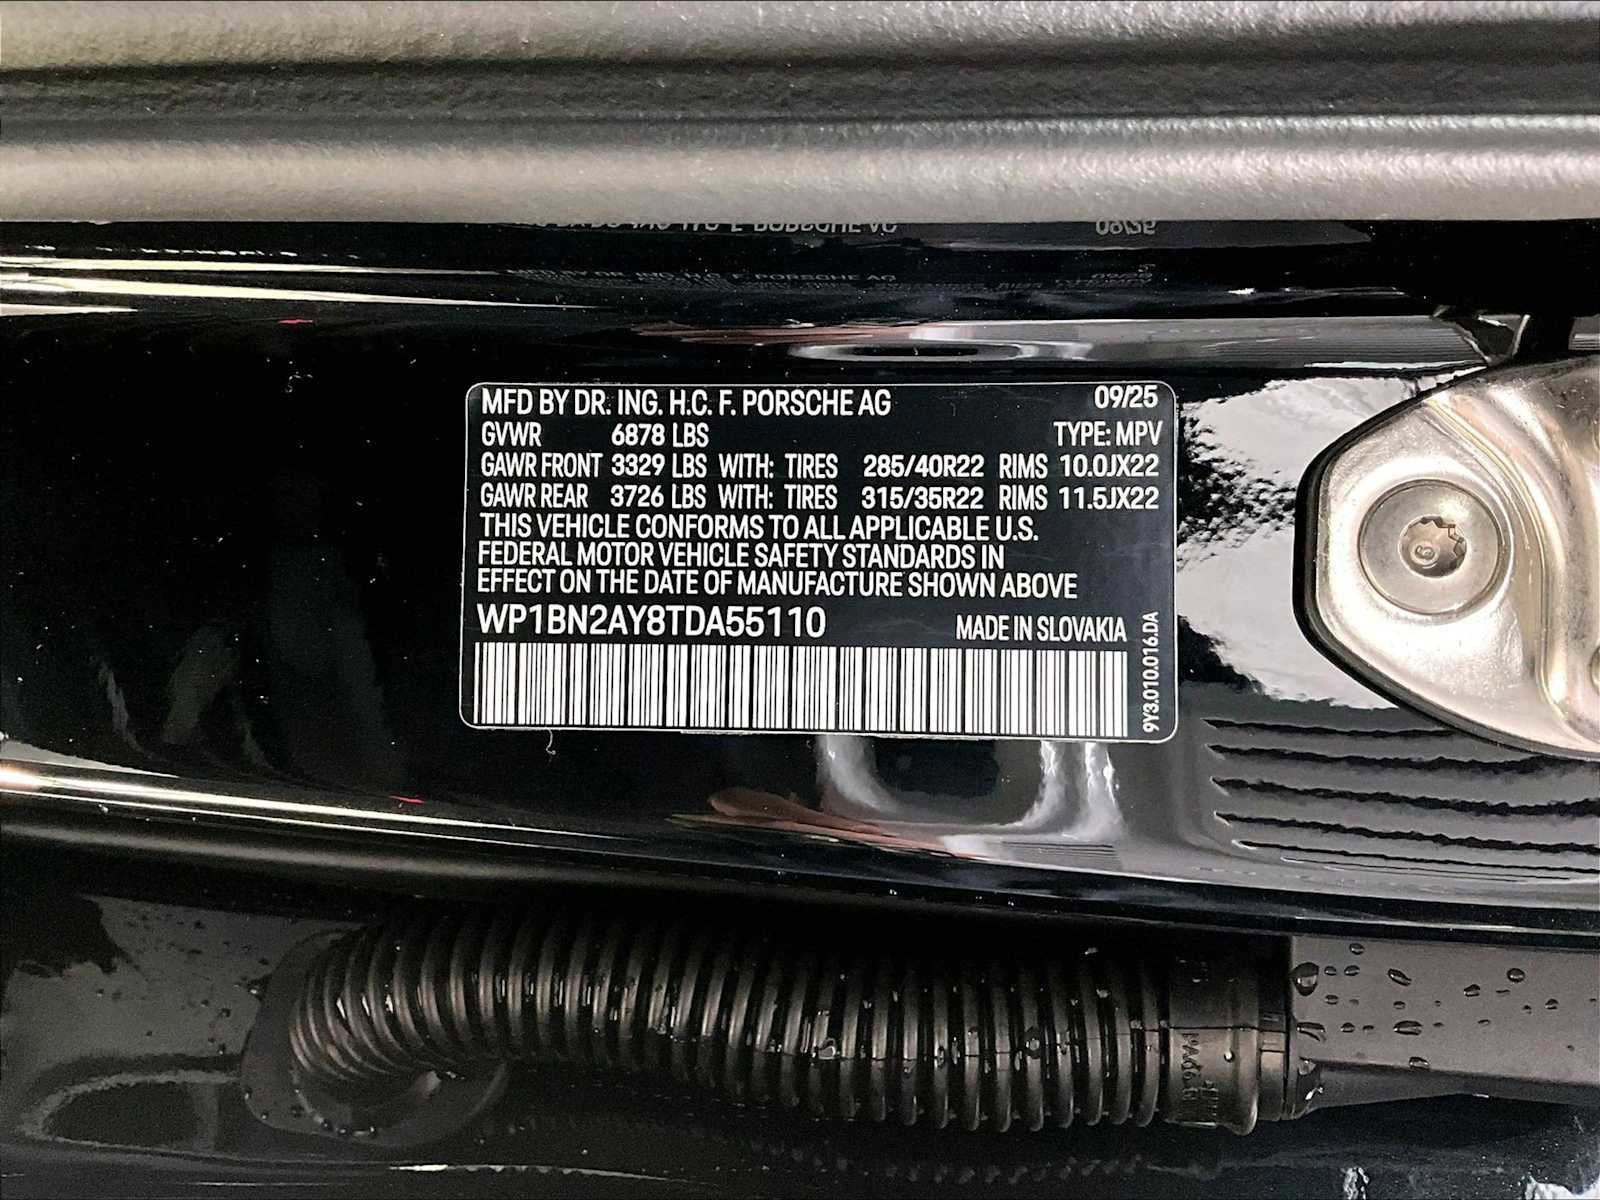 MFD BY DR. ING. H.C. F. PORSCHE AG 09/25
GVWR 6878 LBS TYPE: MPV
GAWR FRONT 3329 LBS WITH: TIRES 285/40R22 RIMS 10.0JX22
GAWR REAR 3726 LBS WITH: TIRES 315/35R22 RIMS 11.5JX22
THIS VEHICLE CONFORMS TO ALL APPLICABLE U.S.
FEDERAL MOTOR VEHICLE SAFETY STANDARDS IN
EFFECT ON THE DATE OF MANUFACTURE SHOWN ABOVE
WP1BN2AY8TDA55110 MADE IN SLOVAKIA
9Y3.010.016.DA